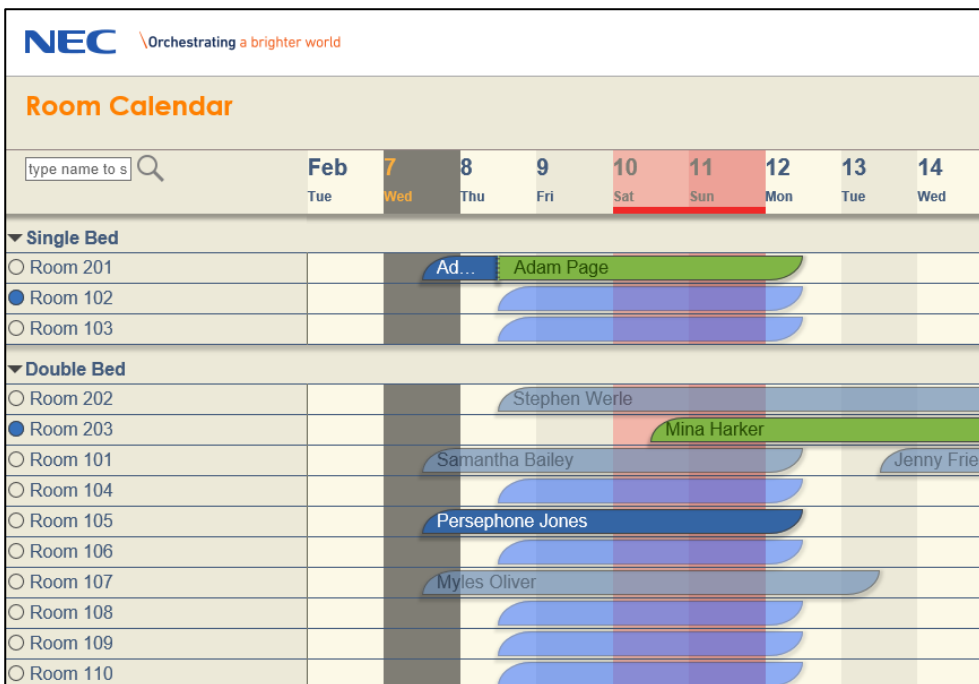 NEC \Orchestrating a brighter world
Room Calendar
type name to s
Feb 7 8 9 10 11 12 13 14
Tue Wed Thu Fri Sat Sun Mon Tue Wed
Single Bed
Room 201 Ad... Adam Page
Room 102
Room 103
Double Bed
Room 202 Stephen Werle
Room 203 Mina Harker
Room 101 Samantha Bailey Jenny Frie
Room 104
Room 105 Persephone Jones
Room 106
Room 107 Myles Oliver
Room 108
Room 109
Room 110